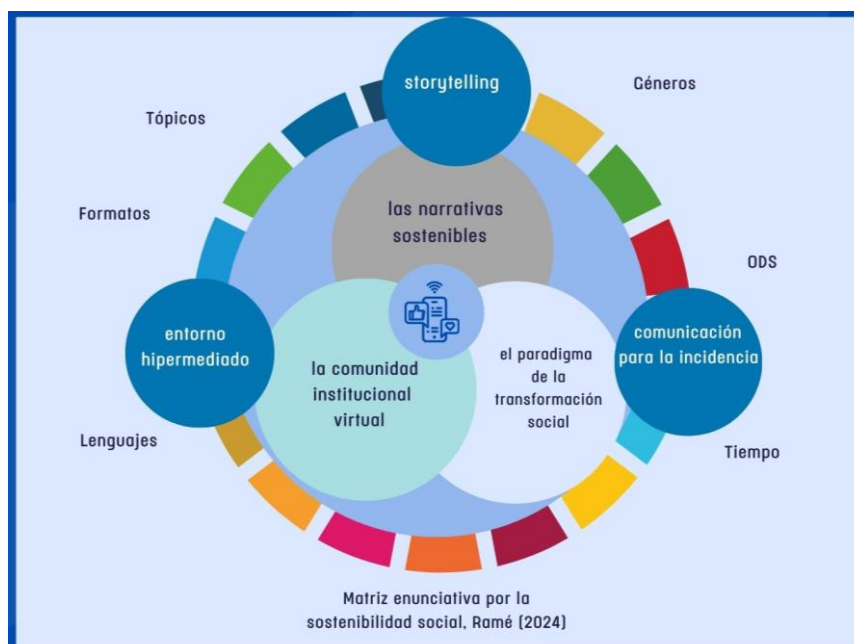 storytelling
Géneros
Tópicos
las narrativas
sostenibles
Formatos
ODS
entorno
hipermediado
comunicación
para la incidencia
la comunidad
institucional
virtual
el paradigma
de la
transformación
social
Lenguajes
Tiempo
Matriz enunciativa por la
sostenibilidad social, Ramé (2024)